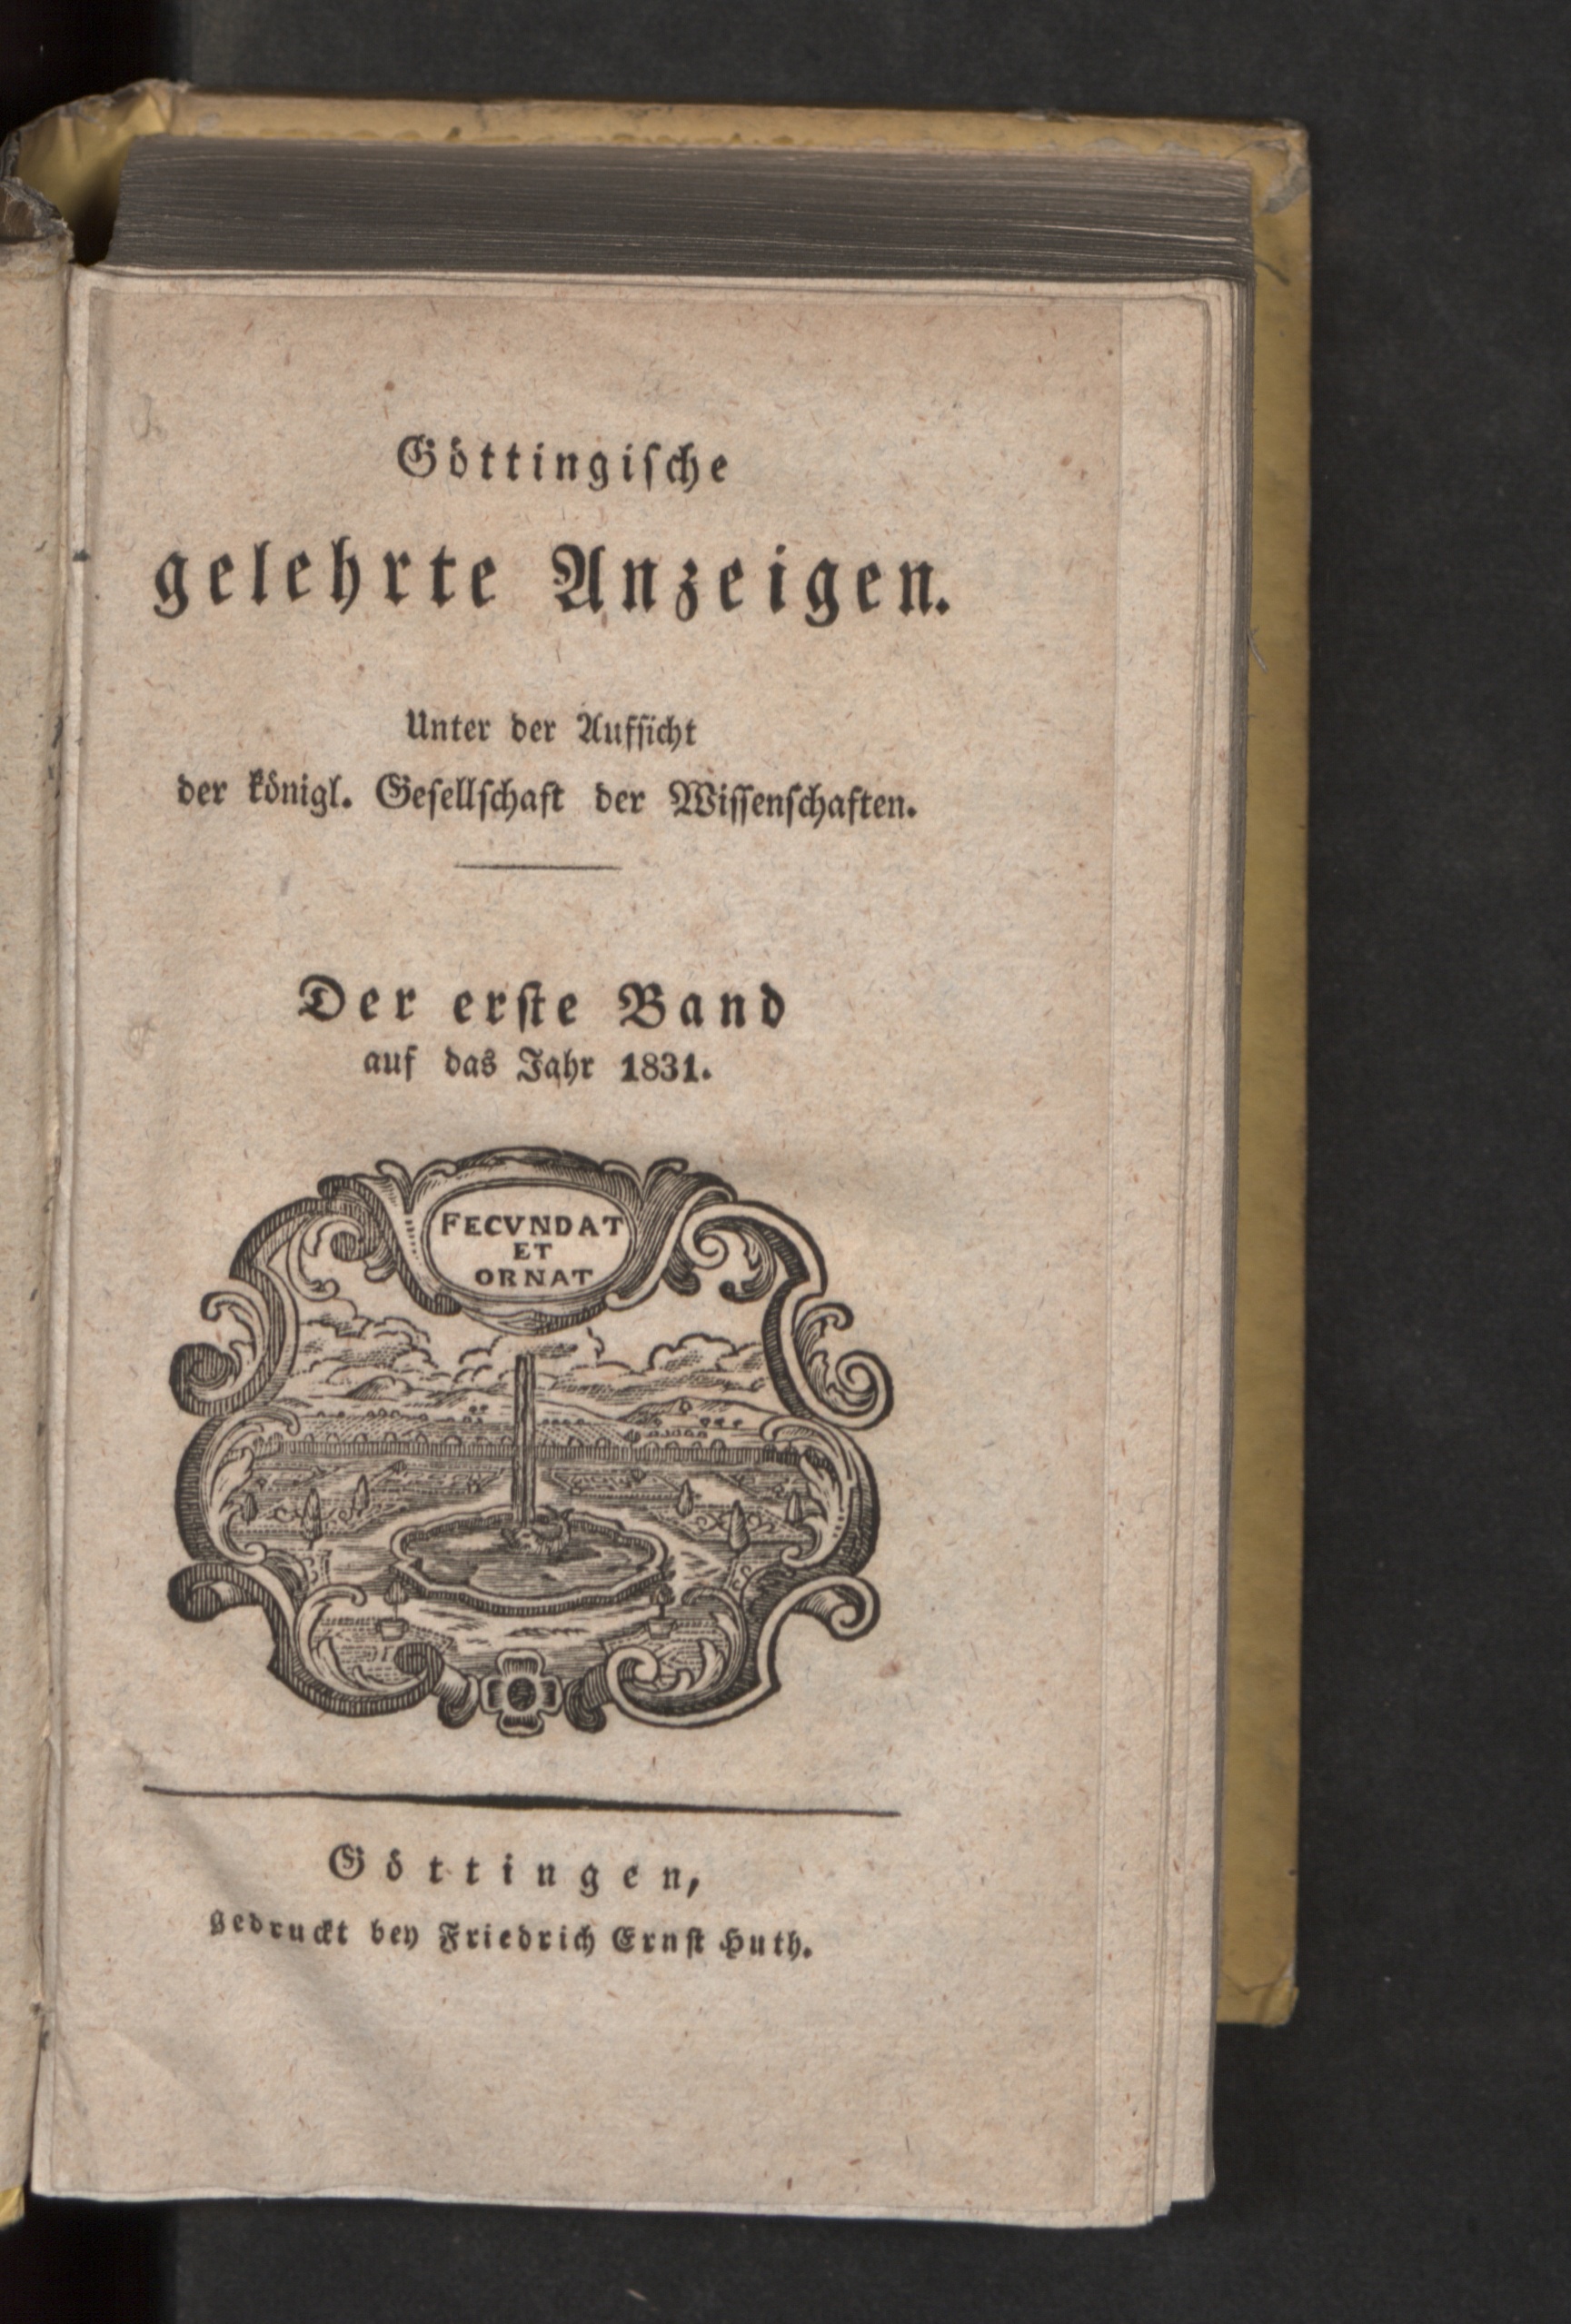 Göttingiſche
gelehrte Anzeigen.
Unter der Aufſicht
der königl. Geſellſchaft der Wiſſenſchaften.
Der erſte Band
auf das Jahr 1831.
FECVNDAT
ET
ORNAT
Göttingen,
gedruckt bey Friedrich Ernſt Huth.